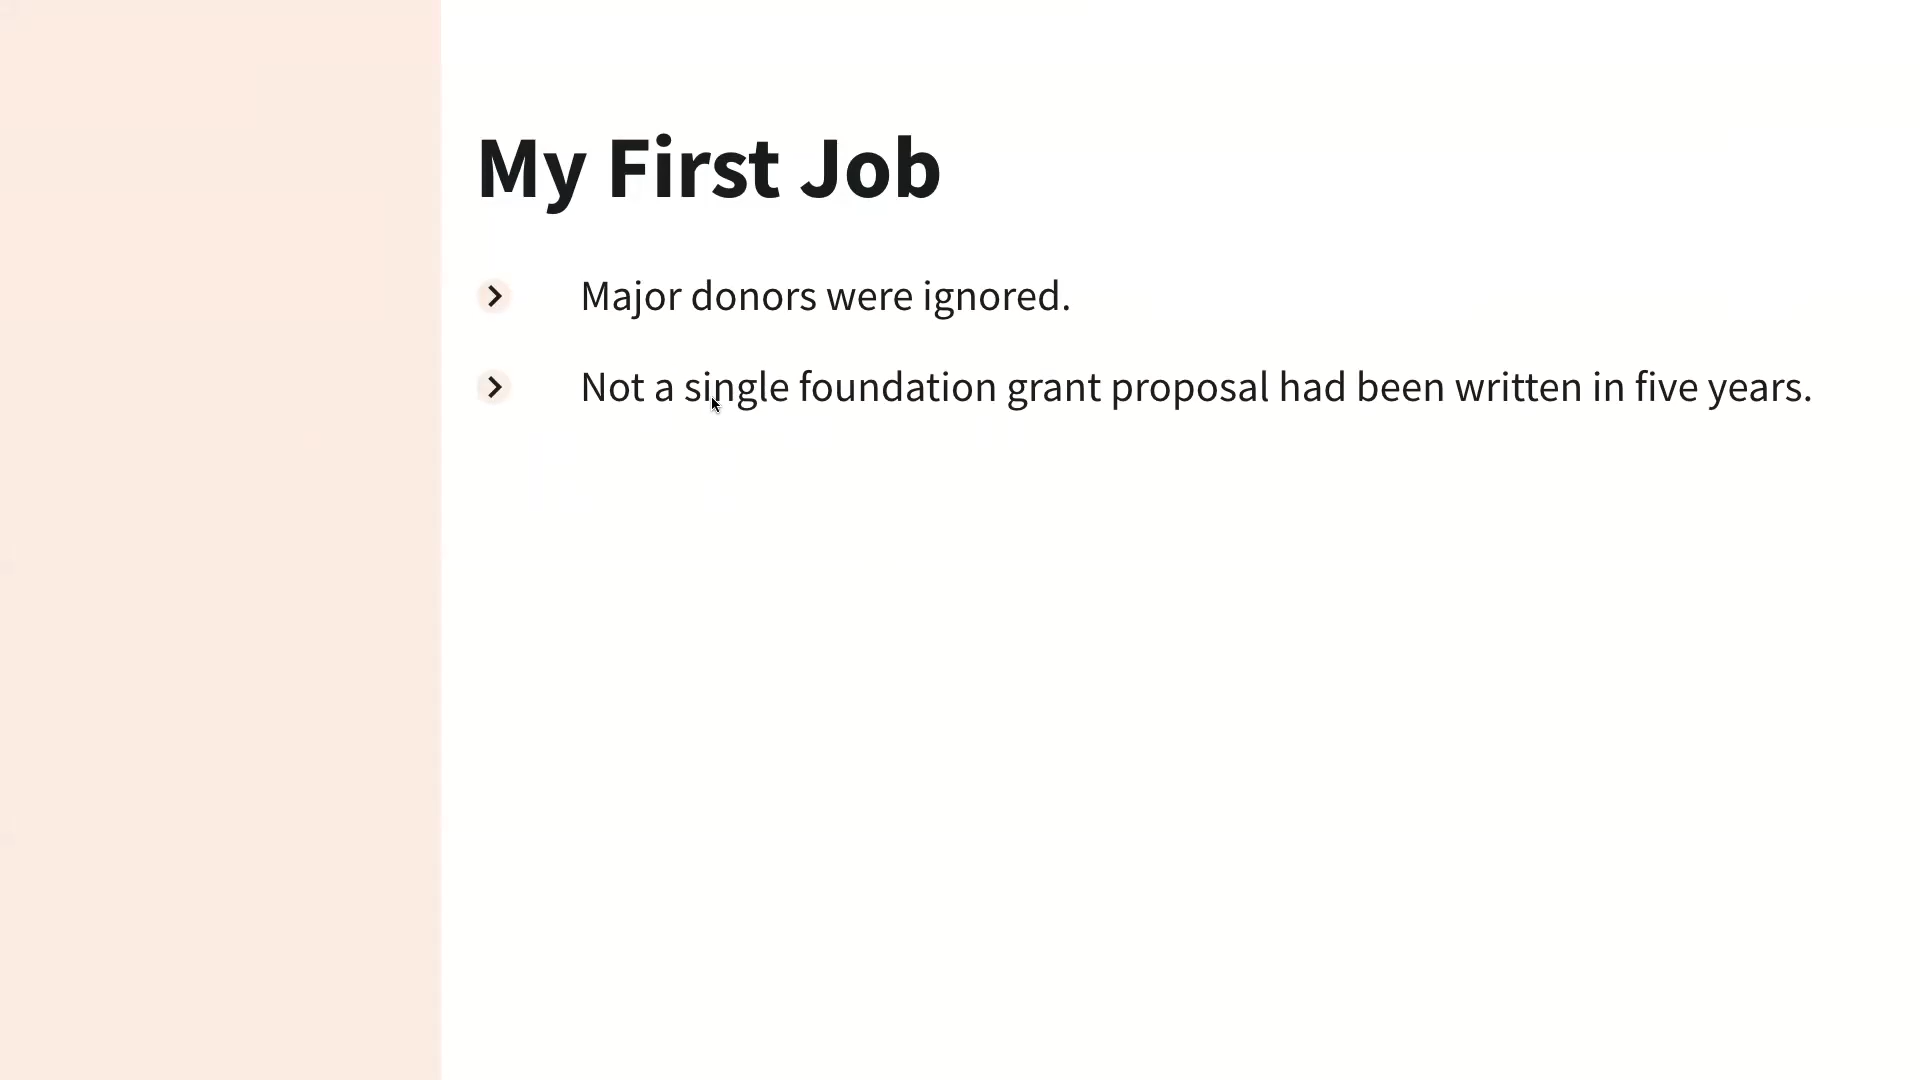 My First Job
Major donors were ignored.
Not a single foundation grant proposal had been written in five years.